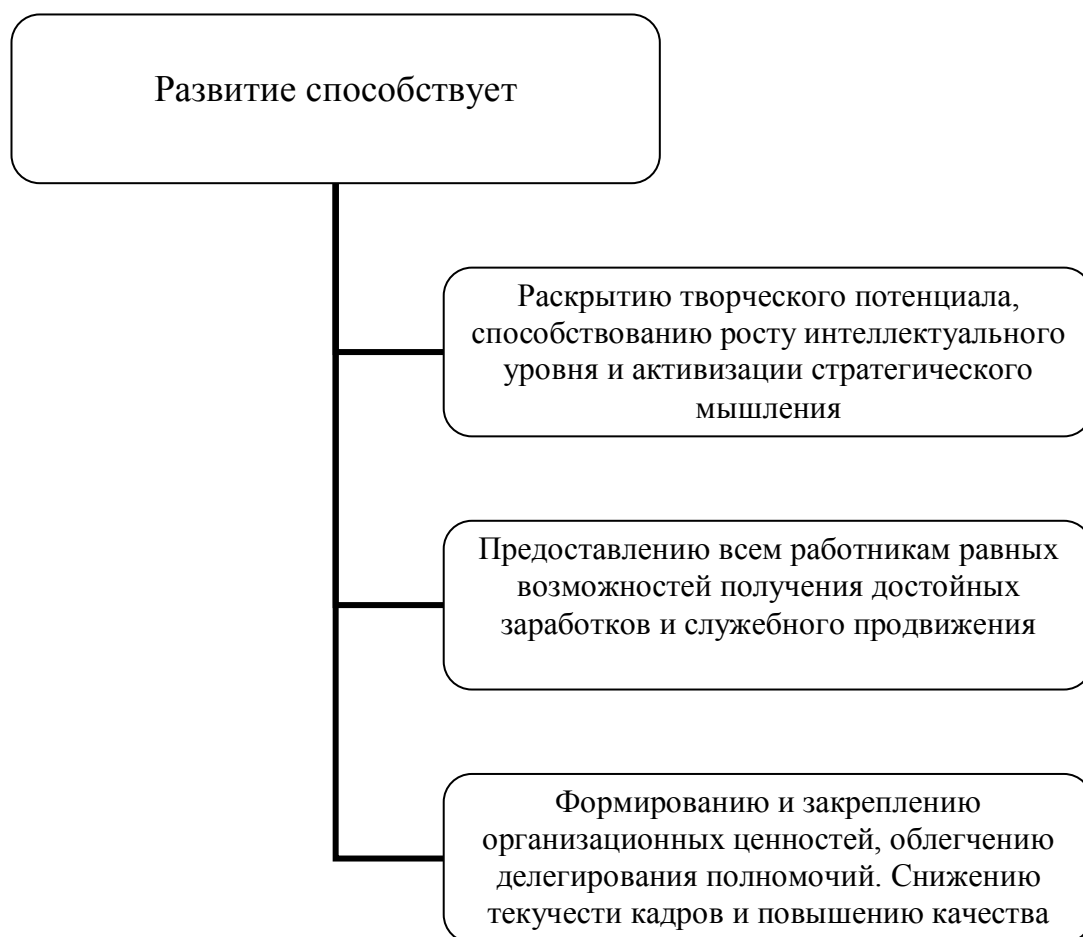 Развитие способствует
Раскрытию творческого потенциала,
способствованию росту интеллектуального
уровня и активизации стратегического
мышления
Предоставлению всем работникам равных
возможностей получения достойных
заработков и служебного продвижения
Формированию и закреплению
организационных ценностей, облегчению
делегирования полномочий. Снижению
текучести кадров и повышению качества